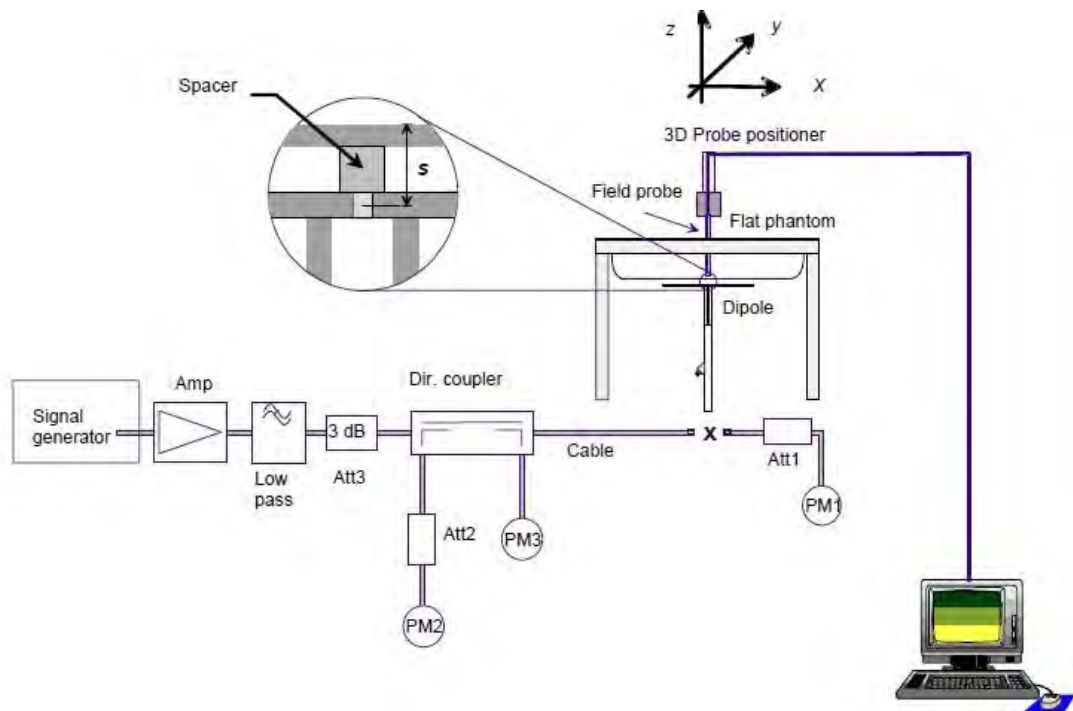 z
y
X
Spacer
s
3D Probe positioner
Field probe
Flat phantom
Dipole
Signal
generator
Amp
Low
pass
3 dB
Att3
Dir. coupler
Cable
X
Att1
PM1
Att2
PM3
PM2